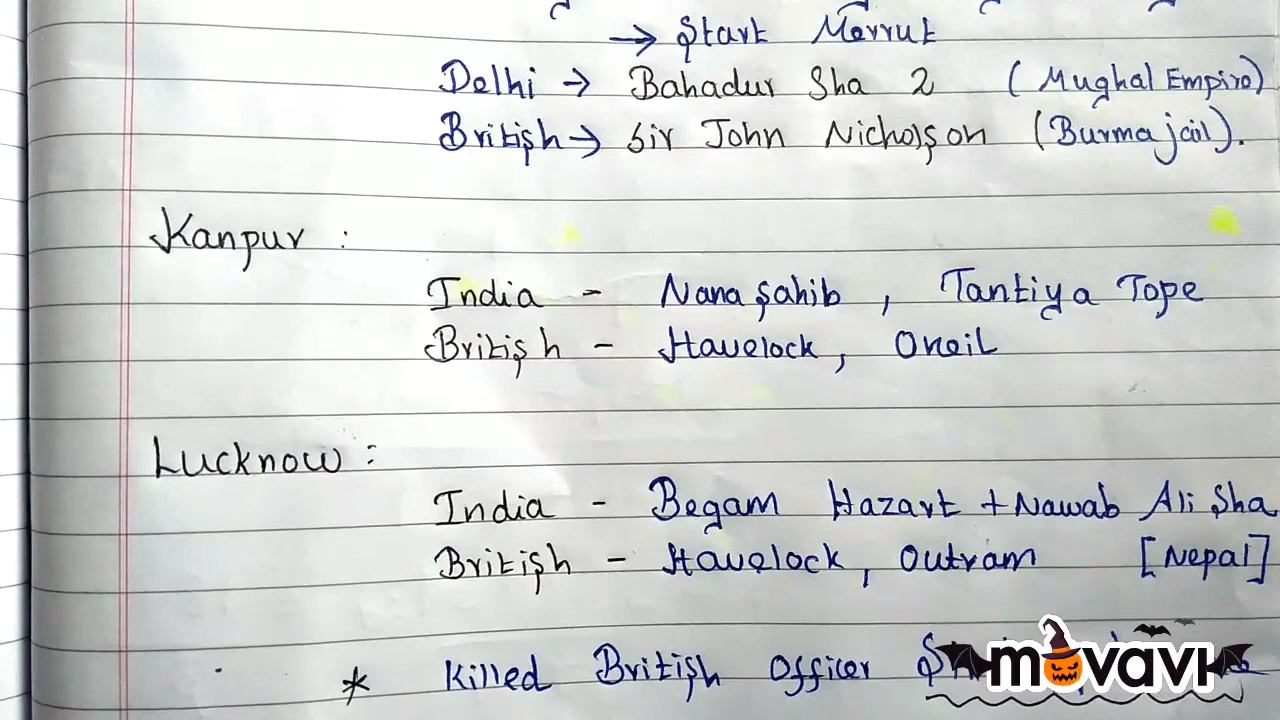 → Start Merrut
Delhi → Bahadur Sha 2 (Mughal Empire)
British → Sir John Nicholson (Burma jail).
Kanpur :
India - Nana Sahib , Tantiya Tope
British - Havelock, Oneil
Lucknow :
India - Begam Hazart + Nawab Ali Sha
British - Havelock, Outram [Nepal]
* Killed British Officer
movavi